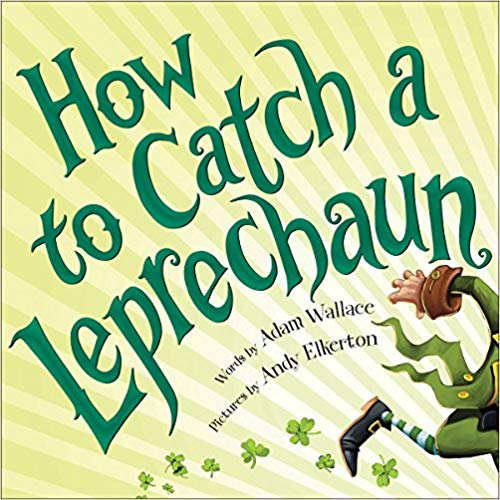 How
to Catch a
Leprechaun
Words by Adam Wallace
Pictures by Andy Elkerton